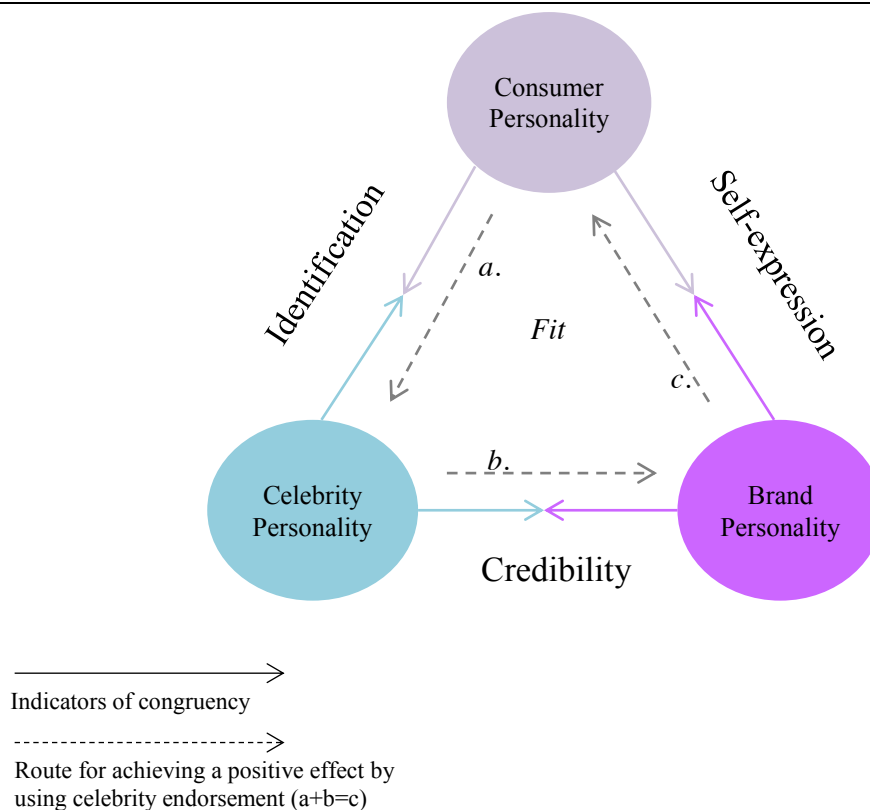 Consumer
Personality
Identification
Self-expression
a.
Fit
c.
b.
Celebrity
Personality
Brand
Personality
Credibility
Indicators of congruency
Route for achieving a positive effect by
using celebrity endorsement (a+b=c)